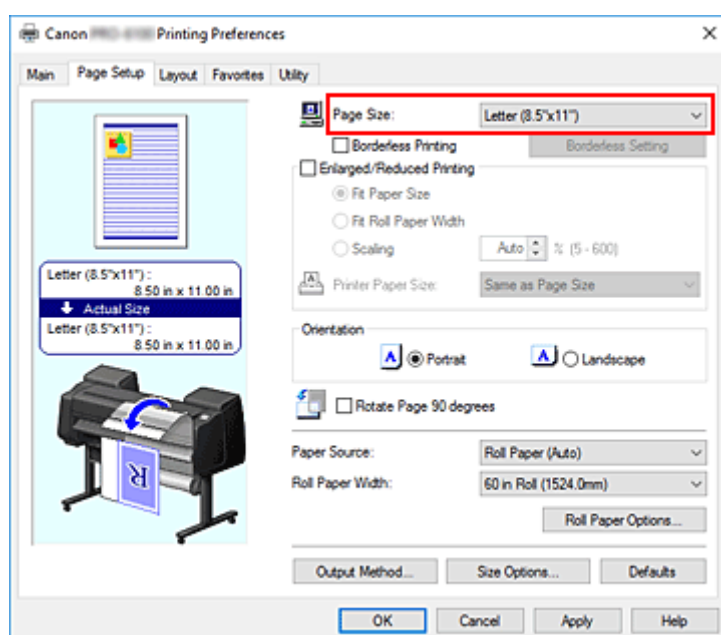 Canon Printing Preferences
Main Page Setup Layout Favorites Utility
Page Size: Letter (8.5"x11")
Borderless Printing Borderless Setting
Enlarged/Reduced Printing
Fit Paper Size
Fit Roll Paper Width
Scaling Auto % (5 - 600)
Printer Paper Size: Same as Page Size
Letter (8.5"x11") :
8.50 in x 11.00 in
Actual Size
Letter (8.5"x11") :
8.50 in x 11.00 in
Orientation
A Portrait A Landscape
Rotate Page 90 degrees
Paper Source: Roll Paper (Auto)
Roll Paper Width: 60 in Roll (1524.0mm)
R
Roll Paper Options...
Output Method... Size Options... Defaults
OK Cancel Apply Help